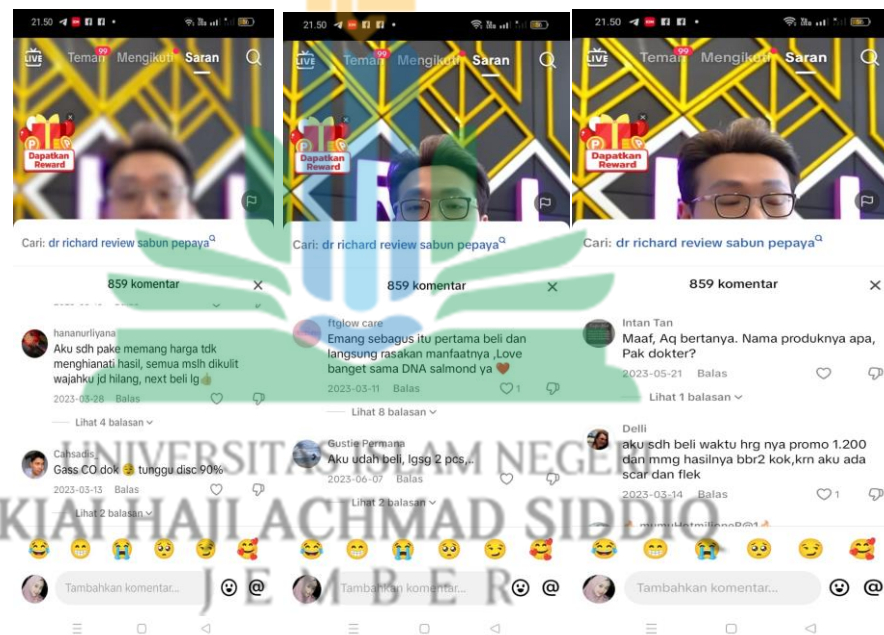 21.50
LIVE
Teman
99
Mengikuti
Saran
Dapatkan
Reward
Cari: dr richard review sabun pepaya
859 komentar
hananurliyana
Aku sdh pake memang harga tdk
menghianati hasil, semua mslh dikulit
wajahku jd hilang, next beli lg👍
2023-03-28 Balas
Lihat 4 balasan
Cahsadis
Gass CO dok 😌 tunggu disc 90%
2023-03-13 Balas
Lihat 2 balasan
Tambahkan komentar...
21.50
LIVE
Teman
99
Mengikuti
Saran
Dapatkan
Reward
Cari: dr richard review sabun pepaya
859 komentar
ftglow care
Emang sebagus itu pertama beli dan
langsung rasakan manfaatnya ,Love
banget sama DNA salmond ya ❤️
2023-03-11 Balas 1
Lihat 8 balasan
Gustie Permana
Aku udah beli, lgsg 2 pcs,..
2023-06-07 Balas
Lihat 2 balasan
Tambahkan komentar...
21.50
LIVE
Teman
99
Mengikuti
Saran
Dapatkan
Reward
Cari: dr richard review sabun pepaya
859 komentar
Intan Tan
Maaf, Aq bertanya. Nama produknya apa,
Pak dokter?
2023-05-21 Balas
Lihat 1 balasan
Delli
aku sdh beli waktu hrg nya promo 1.200
dan mmg hasilnya bbr2 kok,krn aku ada
scar dan flek
2023-03-14 Balas 1
Tambahkan komentar...
UNIVERSITAS ISLAM NEGERI
KIAI HAJI ACHMAD SIDDIQ
JEMBER